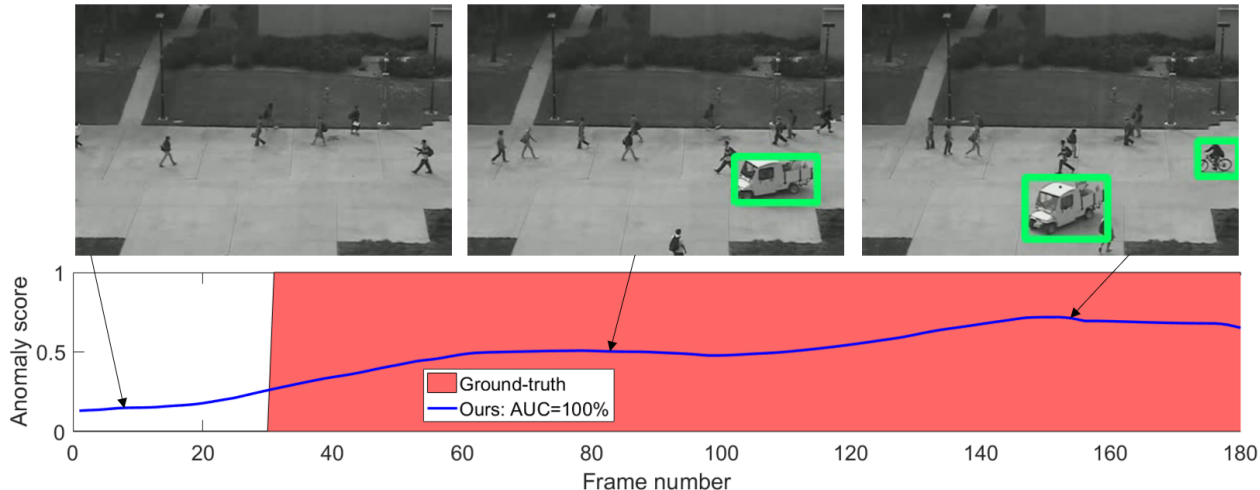 Anomaly score
1
0.5
0
Ground-truth
Ours: AUC=100%
0 20 40 60 80 100 120 140 160 180
Frame number